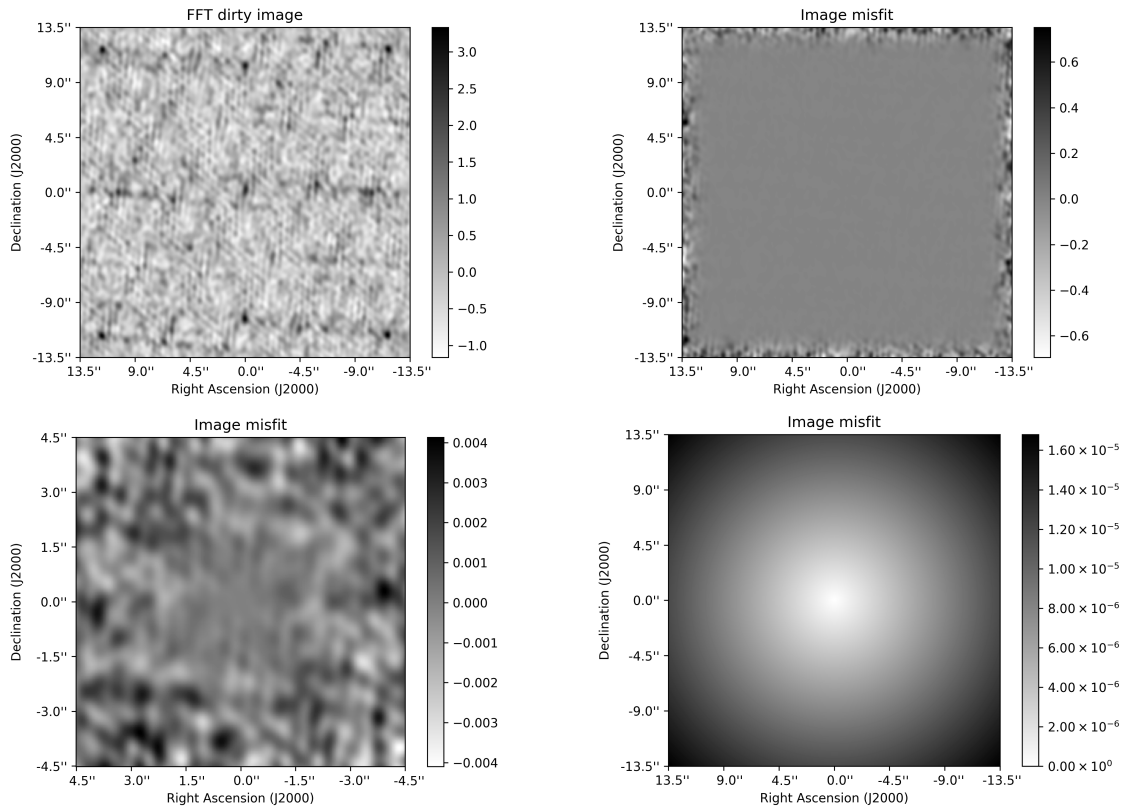 FFT dirty image
13.5''
9.0''
4.5''
0.0''
-4.5''
-9.0''
-13.5''
Declination (J2000)
13.5'' 9.0'' 4.5'' 0.0'' -4.5'' -9.0'' -13.5''
Right Ascension (J2000)
3.0
2.5
2.0
1.5
1.0
0.5
0.0
−0.5
−1.0
Image misfit
13.5''
9.0''
4.5''
0.0''
-4.5''
-9.0''
-13.5''
Declination (J2000)
13.5'' 9.0'' 4.5'' 0.0'' -4.5'' -9.0'' -13.5''
Right Ascension (J2000)
0.6
0.4
0.2
0.0
−0.2
−0.4
−0.6
Image misfit
4.5''
3.0''
1.5''
0.0''
-1.5''
-3.0''
-4.5''
Declination (J2000)
4.5'' 3.0'' 1.5'' 0.0'' -1.5'' -3.0'' -4.5''
Right Ascension (J2000)
0.004
0.003
0.002
0.001
0.000
−0.001
−0.002
−0.003
−0.004
Image misfit
13.5''
9.0''
4.5''
0.0''
-4.5''
-9.0''
-13.5''
Declination (J2000)
13.5'' 9.0'' 4.5'' 0.0'' -4.5'' -9.0'' -13.5''
Right Ascension (J2000)
1.60 × 10⁻⁵
1.40 × 10⁻⁵
1.20 × 10⁻⁵
1.00 × 10⁻⁵
8.00 × 10⁻⁶
6.00 × 10⁻⁶
4.00 × 10⁻⁶
2.00 × 10⁻⁶
0.00 × 10⁰